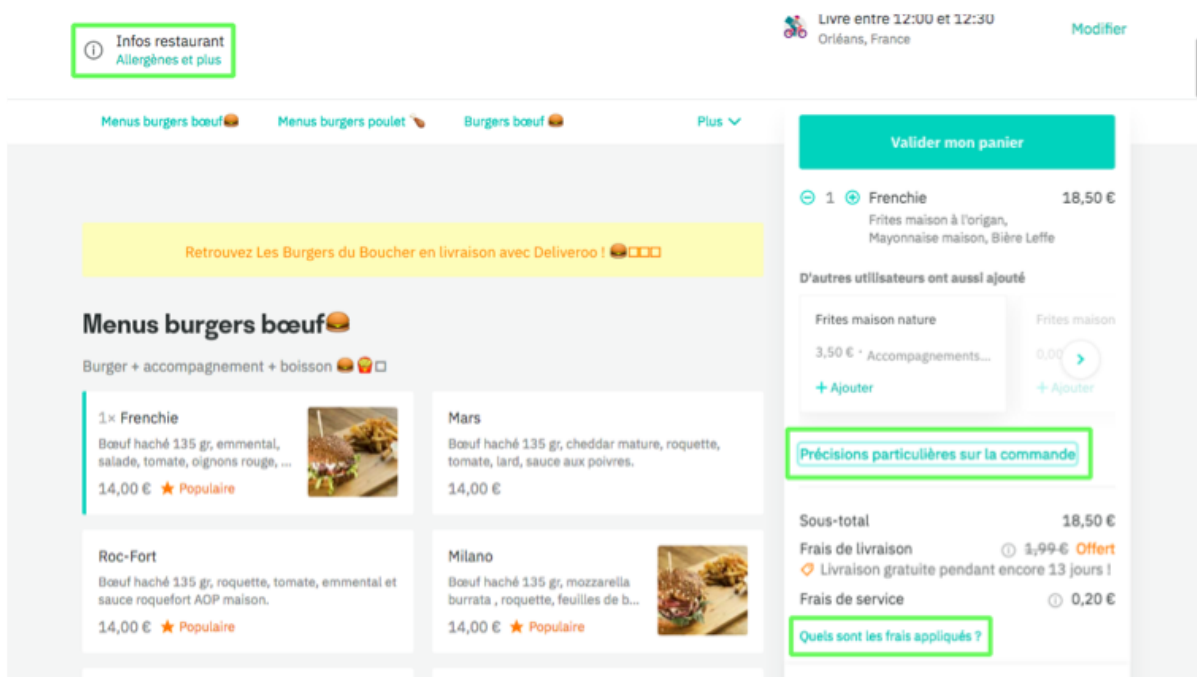 Infos restaurant
Allergènes et plus
Livre entre 12:00 et 12:30
Orléans, France
Modifier
Menus burgers bœuf🍔 Menus burgers poulet 🍗 Burgers bœuf 🍔 Plus
Retrouvez Les Burgers du Boucher en livraison avec Deliveroo ! 🍔□□□
Menus burgers bœuf🍔
Burger + accompagnement + boisson 🍔🍟□
1× Frenchie
Bœuf haché 135 gr, emmental,
salade, tomate, oignons rouge, ...
14,00 € ★ Populaire
Mars
Bœuf haché 135 gr, cheddar mature, roquette,
tomate, lard, sauce aux poivres.
14,00 €
Roc-Fort
Bœuf haché 135 gr, roquette, tomate, emmental et
sauce roquefort AOP maison.
14,00 € ★ Populaire
Milano
Bœuf haché 135 gr, mozzarella
burrata , roquette, feuilles de b...
14,00 € ★ Populaire
Valider mon panier
1 Frenchie 18,50 €
Frites maison à l'origan,
Mayonnaise maison, Bière Leffe
D'autres utilisateurs ont aussi ajouté
Frites maison nature
3,50 € • Accompagnements...
+ Ajouter
Frites maison
0,00
+ Ajouter
Précisions particulières sur la commande
Sous-total 18,50 €
Frais de livraison 1,99 € Offert
Livraison gratuite pendant encore 13 jours !
Frais de service 0,20 €
Quels sont les frais appliqués ?